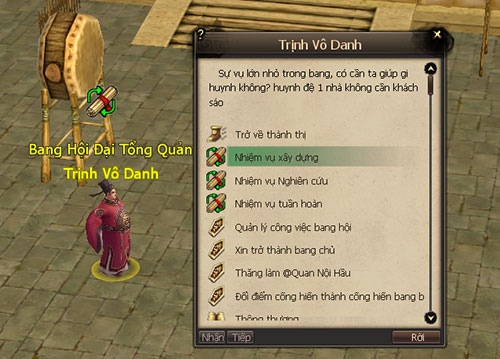 Trịnh Vô Danh
Sự vụ lớn nhỏ trong bang, có cần ta giúp gi
huynh không? huynh đệ 1 nhà không cần khách
sáo
Trở về thành thị
Nhiệm vụ xây dựng
Nhiệm vụ Nghiên cứu
Nhiệm vụ tuần hoàn
Quản lý công việc bang hội
Xin trở thành bang chủ
Thăng làm @Quan Nội Hầu
Đổi điểm cống hiến thành cống hiến bang b
Thông thương
Nhận Tiếp Rời
Bang Hội Đại Tổng Quản
Trịnh Vô Danh